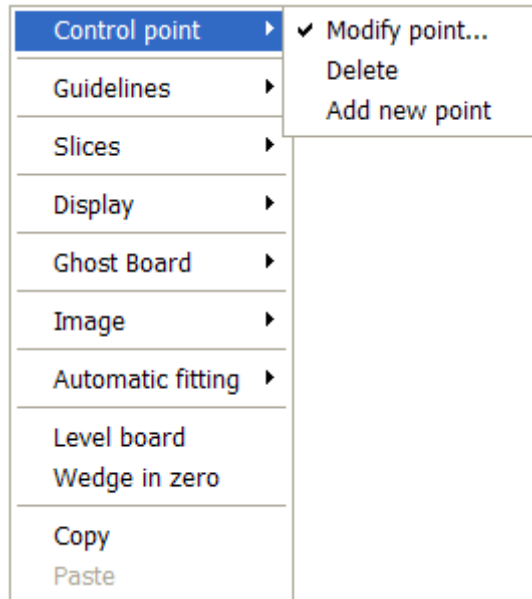 Control point
Modify point...
Delete
Add new point
Guidelines
Slices
Display
Ghost Board
Image
Automatic fitting
Level board
Wedge in zero
Copy
Paste